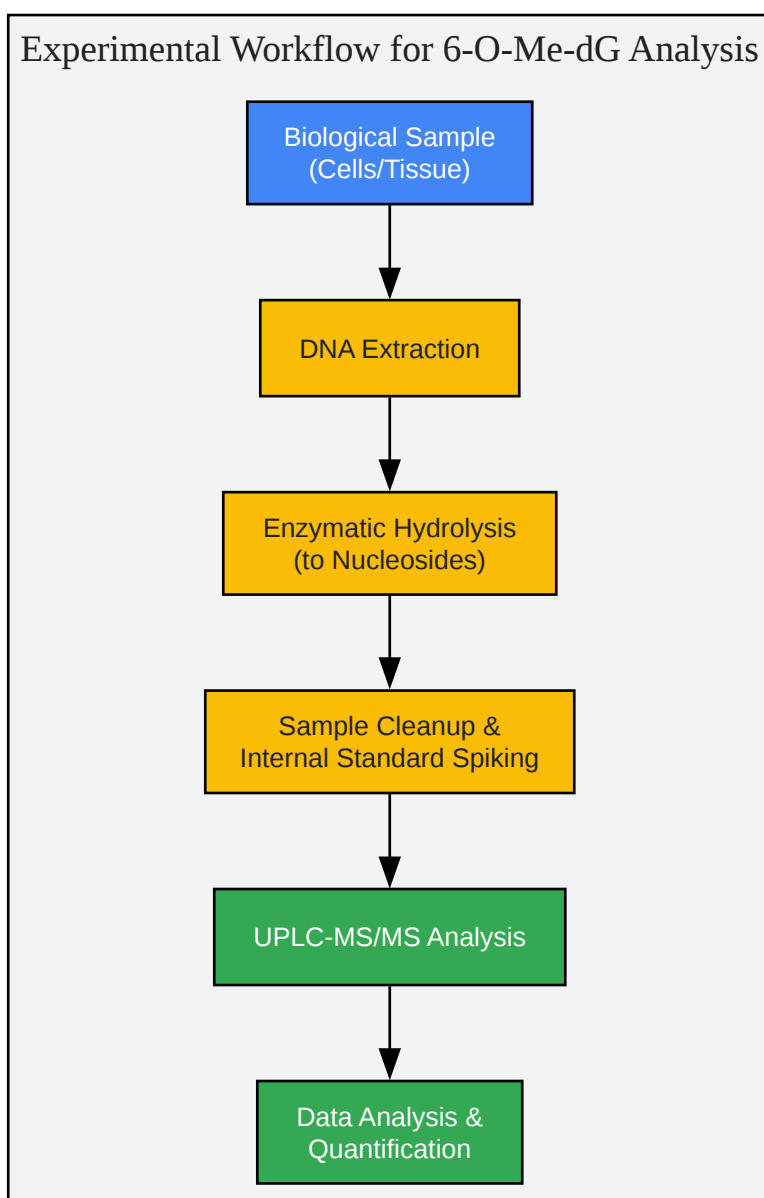 Experimental Workflow for 6-O-Me-dG Analysis
Biological Sample
(Cells/Tissue)
DNA Extraction
Enzymatic Hydrolysis
(to Nucleosides)
Sample Cleanup &
Internal Standard Spiking
UPLC-MS/MS Analysis
Data Analysis &
Quantification